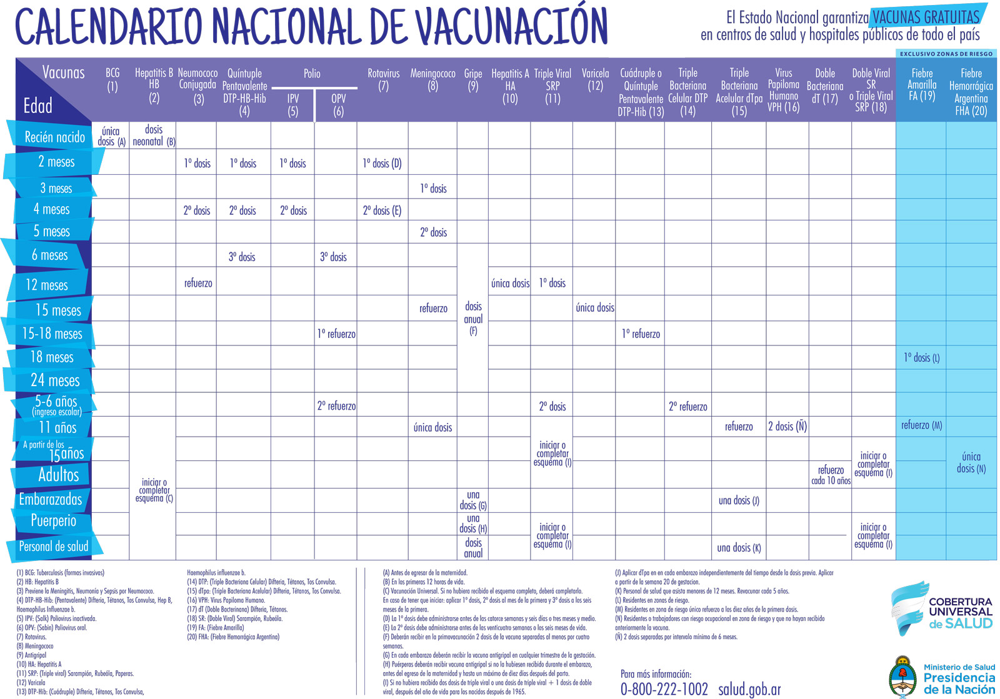 CALENDARIO NACIONAL DE VACUNACIÓN
El Estado Nacional garantiza VACUNAS GRATUITAS
en centros de salud y hospitales públicos de todo el país
EXCLUSIVO ZONAS DE RIESGO
Vacunas
Edad
BCG
(1)
Hepatitis B
HB
(2)
Neumococo
Conjugada
(3)
Quíntuple
Pentavalente
DTP-HB-Hib
(4)
Polio
IPV
(5)
OPV
(6)
Rotavirus
(7)
Meningococo
(8)
Gripe
(9)
Hepatitis A
HA
(10)
Triple Viral
SRP
(11)
Varicela
(12)
Cuádruple o
Quíntuple
Pentavalente
DTP-Hib (13)
Triple
Bacteriana
Celular DTP
(14)
Triple
Bacteriana
Acelular dTpa
(15)
Virus
Papiloma
Humano
VPH (16)
Doble
Bacteriana
dT (17)
Doble Viral
SR
o Triple Viral
SRP (18)
Fiebre
Amarilla
FA (19)
Fiebre
Hemorrágica
Argentina
FHA (20)
Recién nacido
única
dosis (A)
dosis
neonatal (B)
2 meses
1º dosis
1º dosis
1º dosis
1º dosis (D)
3 meses
1º dosis
4 meses
2º dosis
2º dosis
2º dosis
2º dosis (E)
5 meses
2º dosis
6 meses
3º dosis
3º dosis
12 meses
refuerzo
única dosis
1º dosis
15 meses
refuerzo
dosis
anual
(F)
única dosis
15-18 meses
1º refuerzo
1º refuerzo
18 meses
1º dosis (L)
24 meses
5-6 años
(ingreso escolar)
2º refuerzo
2º dosis
2º refuerzo
11 años
única dosis
refuerzo
2 dosis (Ñ)
refuerzo (M)
A partir de los
15 años
iniciar o
completar
esquema (I)
iniciar o
completar
esquema (I)
única
dosis (N)
Adultos
iniciar o
completar
esquema (C)
refuerzo
cada 10 años
Embarazadas
una
dosis (G)
una dosis (J)
Puerperio
una
dosis (H)
iniciar o
completar
esquema (I)
iniciar o
completar
esquema (I)
Personal de salud
dosis
anual
una dosis (K)
(1) BCG: Tuberculosis (formas invasivas)
(2) HB: Hepatitis B
(3) Previene la Meningitis, Neumonía y Sepsis por Neumococo.
(4) DTP-HB-Hib: (Pentavalente) Difteria, Tétanos, Tos Convulsa, Hep B,
Haemophilus Influenzae b.
(5) IPV: (Salk) Poliovirus inactivada.
(6) OPV: (Sabin) Poliovirus oral.
(7) Rotavirus.
(8) Meningococo
(9) Antigripal
(10) HA: Hepatitis A
(11) SRP: (Triple viral) Sarampión, Rubeóla, Paperas.
(12) Varicela
(13) DTP-Hib: (Cuádruple) Difteria, Tétanos, Tos Convulsa,
Haemophilus influenzae b.
(14) DTP: (Triple Bacteriana Celular) Difteria, Tétanos, Tos Convulsa.
(15) dTpa: (Triple Bacteriana Acelular) Difteria, Tétanos, Tos Convulsa.
(16) VPH: Virus Papiloma Humano.
(17) dT (Doble Bacterinana) Difteria, Tétanos.
(18) SR: (Doble Viral) Sarampión, Rubeóla.
(19) FA: (Fiebre Amarilla)
(20) FHA: (Fiebre Hemorrágica Argentina)
(A) Antes de egresar de la maternidad.
(B) En los primeras 12 horas de vida.
(C) Vacunación Universal. Si no hubiera recibido el esquema completo, deberá completarlo.
En caso de tener que iniciar: aplicar 1º dosis, 2º dosis al mes de la primera y 3º dosis a los seis
meses de la primera.
(D) La 1º dosis debe administrarse antes de las catorce semanas y seis días o tres meses y medio.
(E) La 2º dosis debe administrarse antes de las venticuatro semanas o los seis meses de vida.
(F) Deberán recibir en la primovacunación 2 dosis de la vacuna separadas al menos por cuatro
semanas.
(G) En cada embarazo deberán recibir la vacuna antigripal en cualquier trimestre de la gestación.
(H) Puérperas deberán recibir vacuna antigripal si no la hubiesen recibido durante el embarazo,
antes del egreso de la maternidad y hasta un máximo de diez días después del parto.
(I) Si no hubiera recibido dos dosis de triple viral o una dosis de triple viral + 1 dosis de doble
viral, después del año de vida para los nacidos después de 1965.
(J) Aplicar dTpa en en cada embarazo independientemente del tiempo desde la dosis previa. Aplicar
a partir de la semana 20 de gestacion.
(K) Personal de salud que asista menores de 12 meses. Revacunar cada 5 años.
(L) Residentes en zonas de riesgo.
(M) Residentes en zona de riesgo único refuerzo a los diez años de la primera dosis.
(N) Residentes o trabajadores con riesgo ocupacional en zona de riesgo y que no hayan recibido
anteriormente la vacuna.
(Ñ) 2 dosis separadas por intervalo mínimo de 6 meses.
Para más información:
0-800-222-1002 salud.gob.ar
COBERTURA
UNIVERSAL
de SALUD
Ministerio de Salud
Presidencia
de la Nación